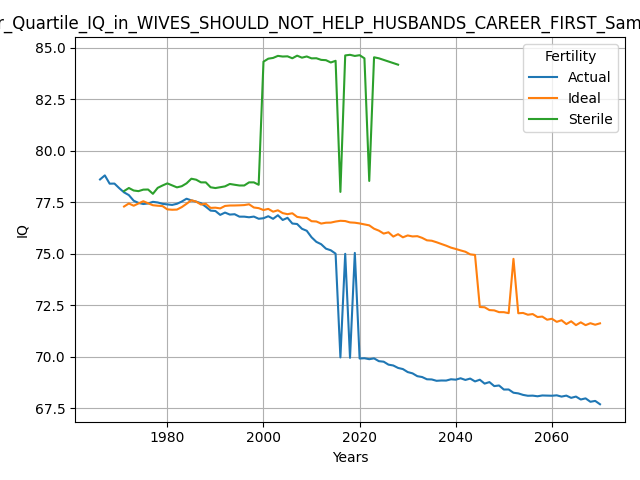 r_Quartile_IQ_in_WIVES_SHOULD_NOT_HELP_HUSBANDS_CAREER_FIRST_Sam
85.0
82.5
80.0
77.5
75.0
72.5
70.0
67.5
IQ
Fertility
Actual
Ideal
Sterile
1980
2000
2020
2040
2060
Years